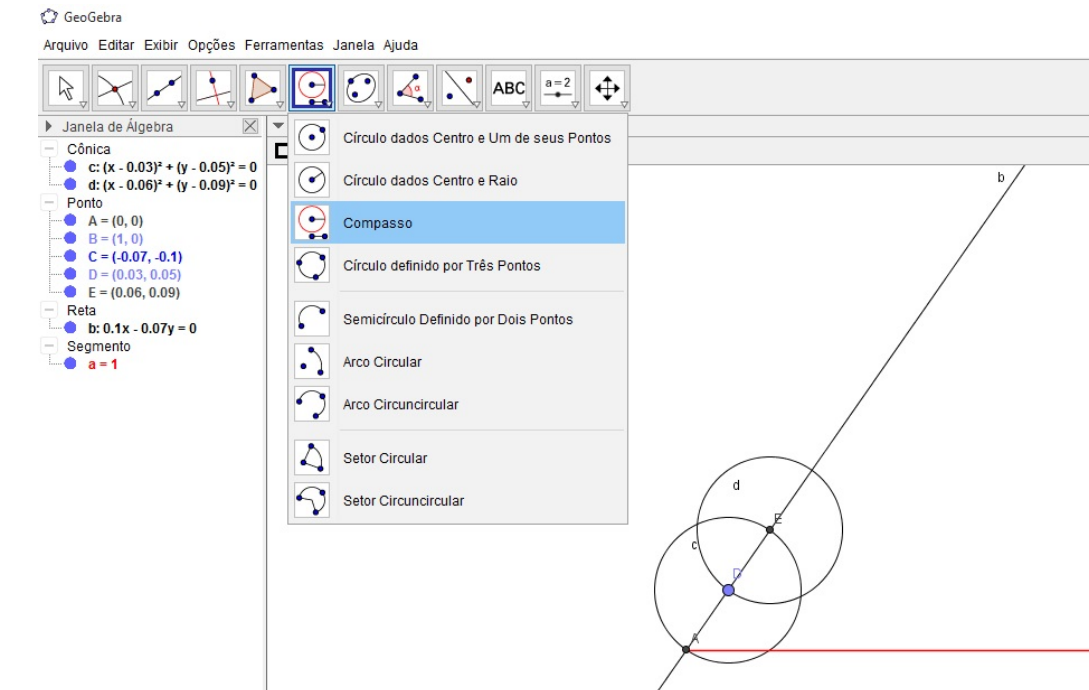 GeoGebra
Arquivo Editar Exibir Opções Ferramentas Janela Ajuda
ABC
a = 2
α
Janela de Álgebra
Cônica
c: (x - 0.03)² + (y - 0.05)² = 0
d: (x - 0.06)² + (y - 0.09)² = 0
Ponto
A = (0, 0)
B = (1, 0)
C = (-0.07, -0.1)
D = (0.03, 0.05)
E = (0.06, 0.09)
Reta
b: 0.1x - 0.07y = 0
Segmento
a = 1
Círculo dados Centro e Um de seus Pontos
Círculo dados Centro e Raio
Compasso
Círculo definido por Três Pontos
Semicírculo Definido por Dois Pontos
Arco Circular
Arco Circuncircular
Setor Circular
Setor Circuncircular
b
d
E
c
D
A